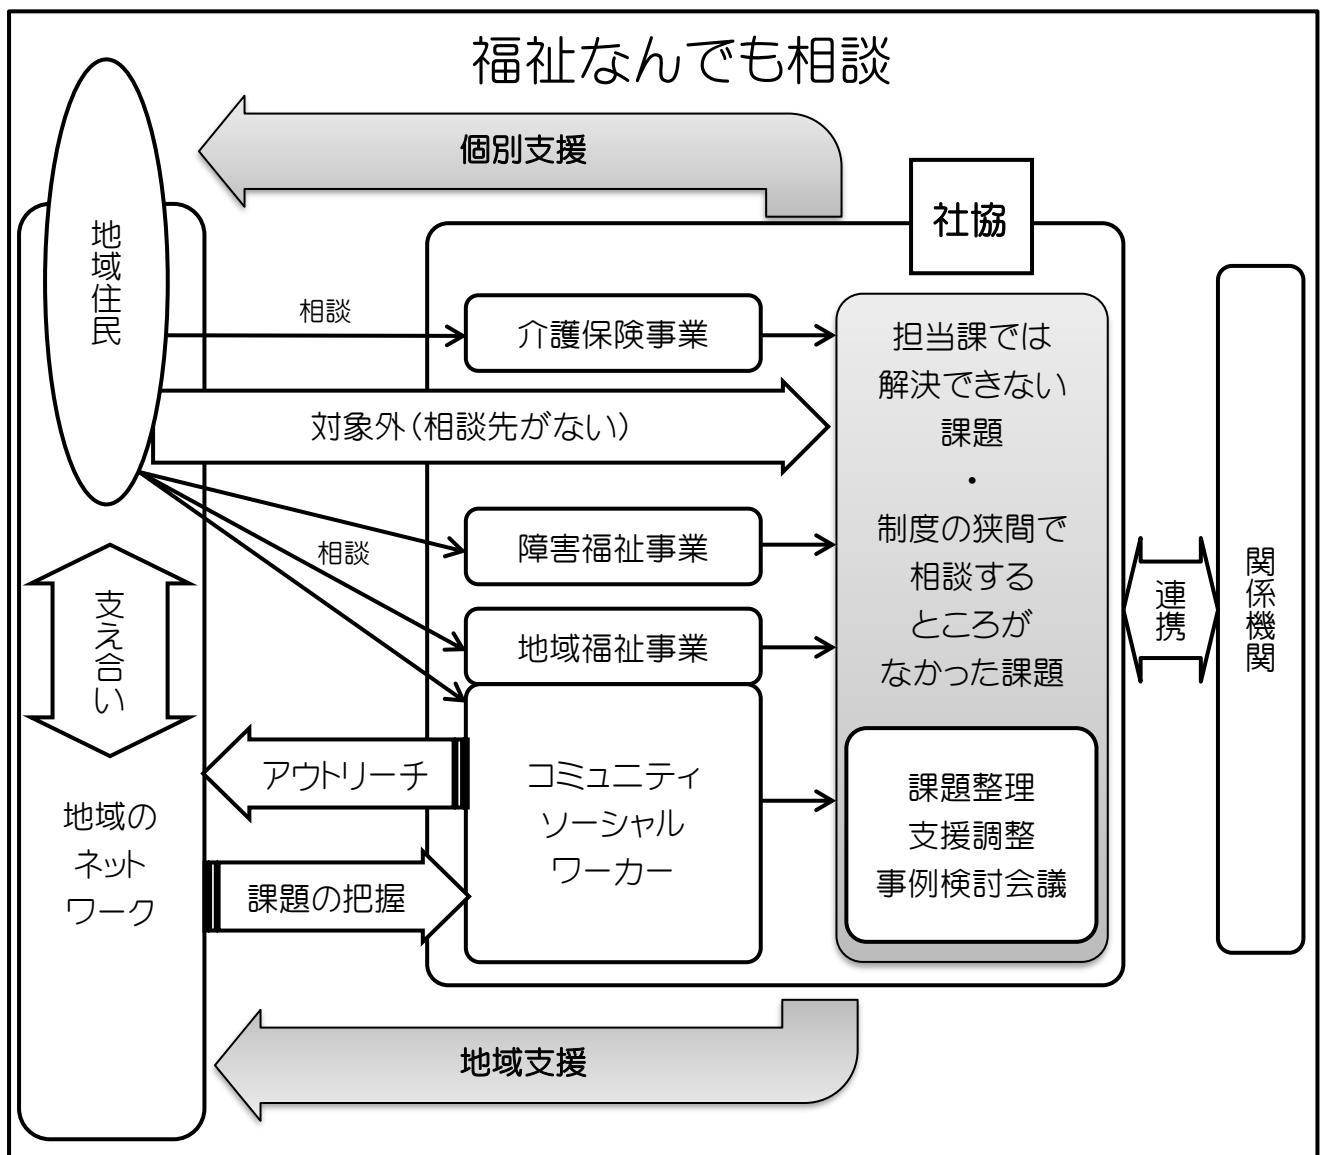 福祉なんでも相談
個別支援
社協
地域住民
相談
介護保険事業
対象外（相談先がない）
相談
障害福祉事業
地域福祉事業
コミュニティ
ソーシャル
ワーカー
担当課では
解決できない
課題
・
制度の狭間で
相談する
ところが
なかった課題
課題整理
支援調整
事例検討会議
連携
関係機関
支え合い
アウトリーチ
課題の把握
地域の
ネット
ワーク
地域支援